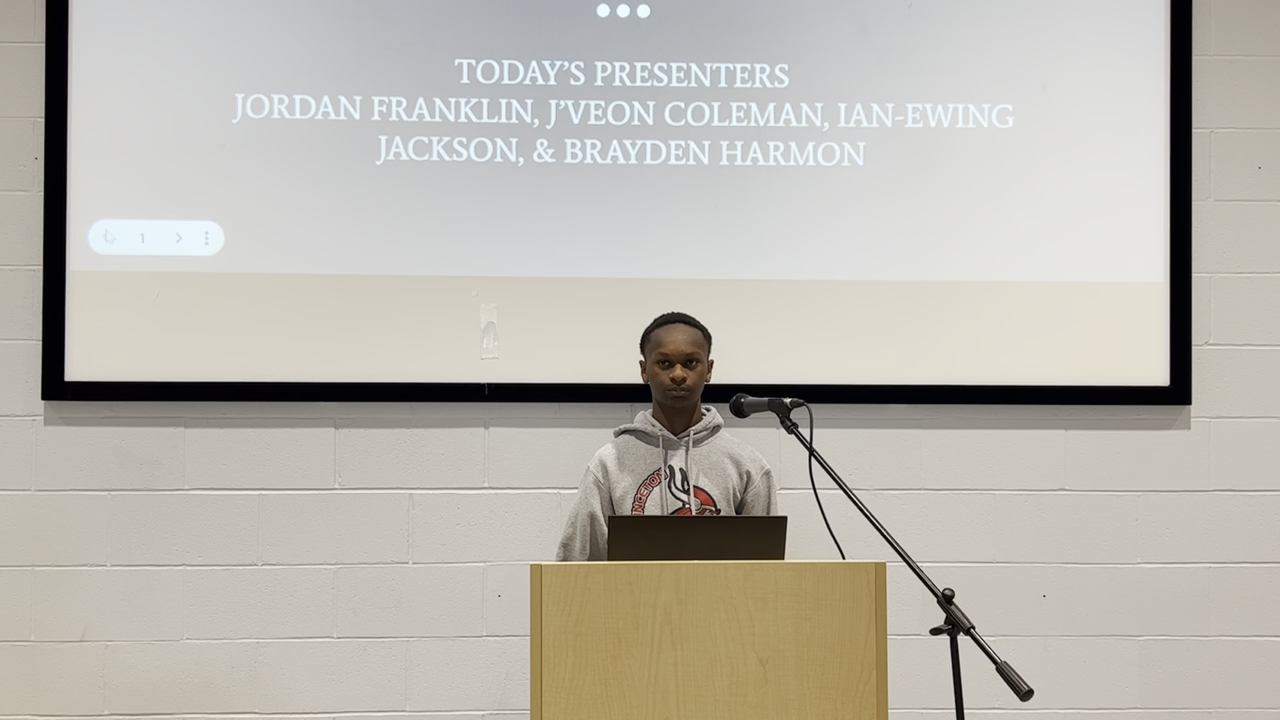 TODAY'S PRESENTERS
JORDAN FRANKLIN, J'VEON COLEMAN, IAN-EWING
JACKSON, & BRAYDEN HARMON
1